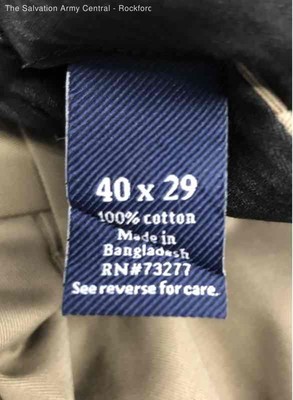 The Salvation Army Central - Rockford
40 x 29
100% cotton
Made in
Bangladesh
RN#73277
See reverse for care.